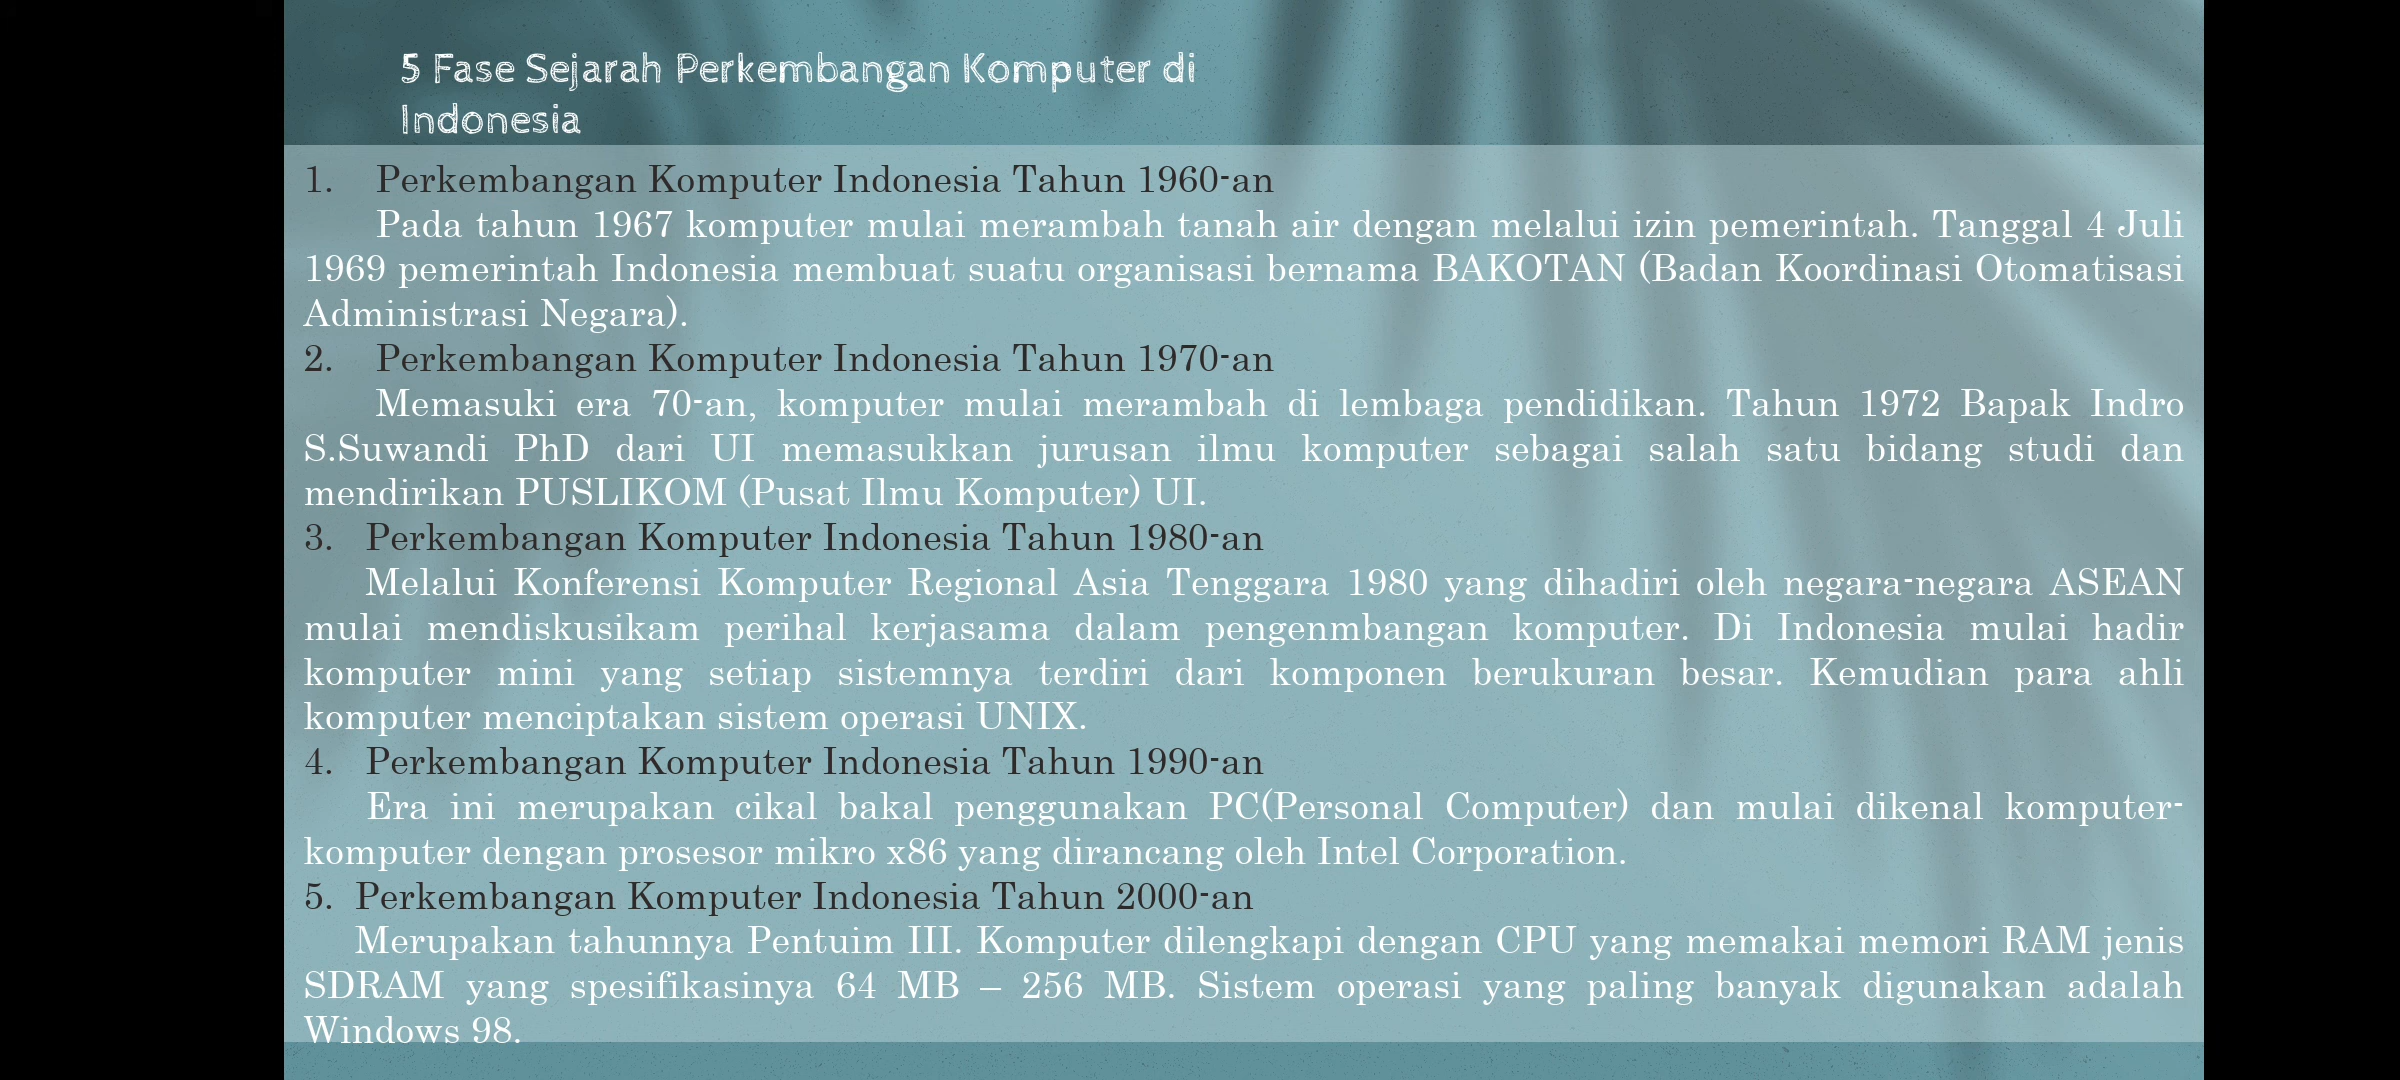 5 Fase Sejarah Perkembangan Komputer di
Indonesia
1. Perkembangan Komputer Indonesia Tahun 1960-an
Pada tahun 1967 komputer mulai merambah tanah air dengan melalui izin pemerintah. Tanggal 4 Juli
1969 pemerintah Indonesia membuat suatu organisasi bernama BAKOTAN (Badan Koordinasi Otomatisasi
Administrasi Negara).
2. Perkembangan Komputer Indonesia Tahun 1970-an
Memasuki era 70-an, komputer mulai merambah di lembaga pendidikan. Tahun 1972 Bapak Indro
S.Suwandi PhD dari UI memasukkan jurusan ilmu komputer sebagai salah satu bidang studi dan
mendirikan PUSLIKOM (Pusat Ilmu Komputer) UI.
3. Perkembangan Komputer Indonesia Tahun 1980-an
Melalui Konferensi Komputer Regional Asia Tenggara 1980 yang dihadiri oleh negara-negara ASEAN
mulai mendiskusikam perihal kerjasama dalam pengenmbangan komputer. Di Indonesia mulai hadir
komputer mini yang setiap sistemnya terdiri dari komponen berukuran besar. Kemudian para ahli
komputer menciptakan sistem operasi UNIX.
4. Perkembangan Komputer Indonesia Tahun 1990-an
Era ini merupakan cikal bakal penggunakan PC(Personal Computer) dan mulai dikenal komputer-
komputer dengan prosesor mikro x86 yang dirancang oleh Intel Corporation.
5. Perkembangan Komputer Indonesia Tahun 2000-an
Merupakan tahunnya Pentuim III. Komputer dilengkapi dengan CPU yang memakai memori RAM jenis
SDRAM yang spesifikasinya 64 MB – 256 MB. Sistem operasi yang paling banyak digunakan adalah
Windows 98.